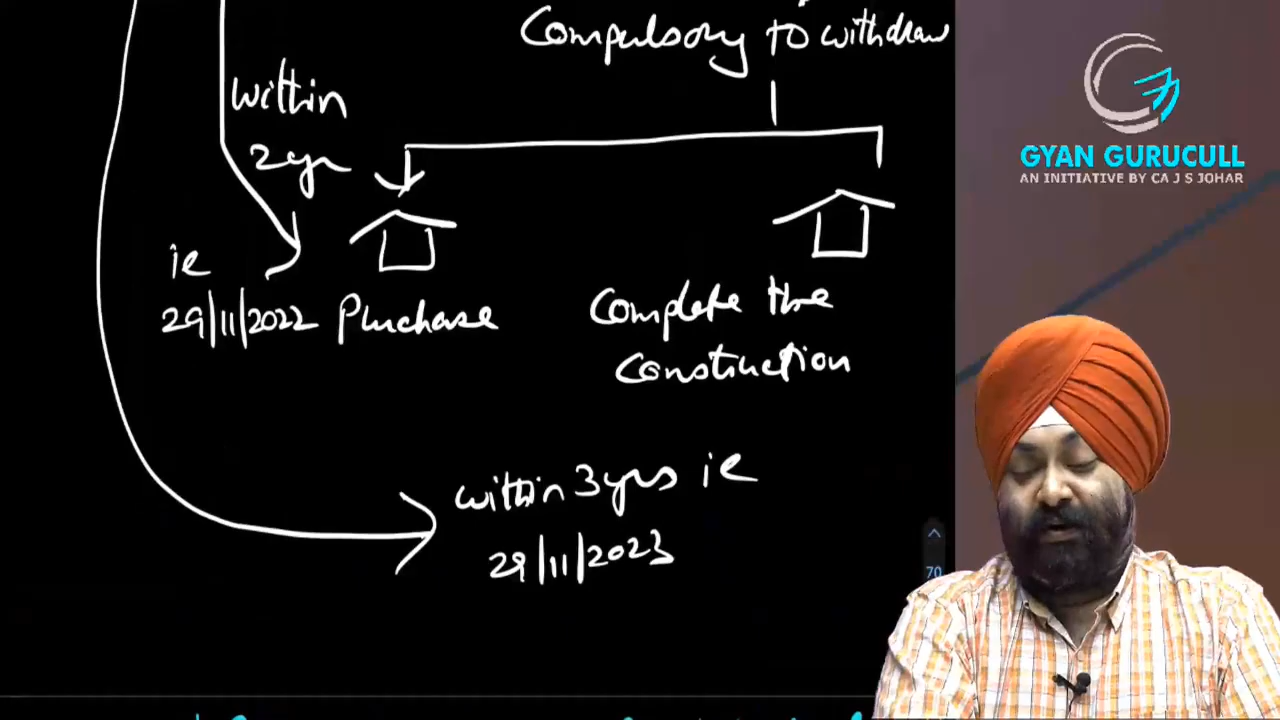 Compulsory to withdraw
within
2yr
ie
29/11/2022 Purchase
Complete the
construction
within 3yrs ie
29/11/2023
GYAN GURUCULL
AN INITIATIVE BY CA J S JOHAR
70